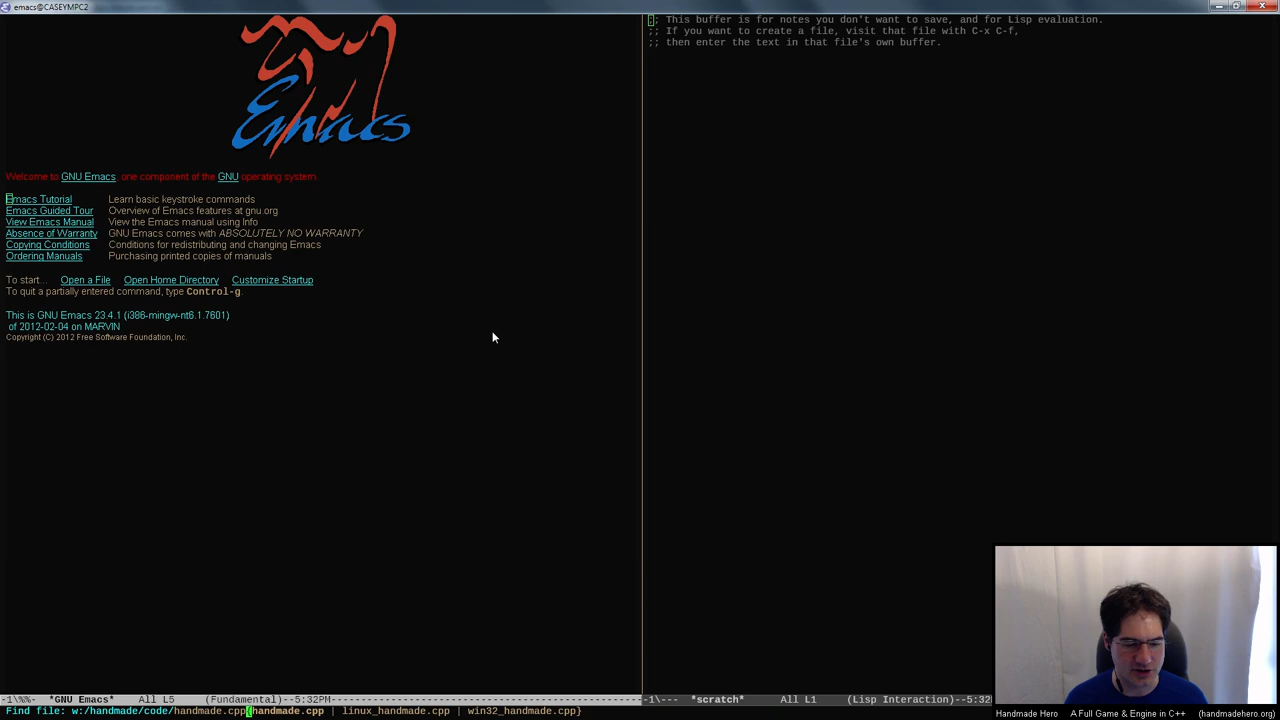 emacs@CASEYMPC2
Emacs
Welcome to GNU Emacs, one component of the GNU operating system.
Emacs Tutorial Learn basic keystroke commands
Emacs Guided Tour Overview of Emacs features at gnu.org
View Emacs Manual View the Emacs manual using Info
Absence of Warranty GNU Emacs comes with ABSOLUTELY NO WARRANTY
Copying Conditions Conditions for redistributing and changing Emacs
Ordering Manuals Purchasing printed copies of manuals
To start... Open a File Open Home Directory Customize Startup
To quit a partially entered command, type Control-g.
This is GNU Emacs 23.4.1 (i386-mingw-nt6.1.7601)
of 2012-02-04 on MARVIN
Copyright (C) 2012 Free Software Foundation, Inc.
;; This buffer is for notes you don't want to save, and for Lisp evaluation.
;; If you want to create a file, visit that file with C-x C-f,
;; then enter the text in that file's own buffer.
-1\%%- *GNU Emacs* All L5 (Fundamental)--5:32PM
-1\--- *scratch* All L1 (Lisp Interaction)--5:32
Find file: w:/handmade/code/handmade.cpp{handmade.cpp | linux_handmade.cpp | win32_handmade.cpp}
Handmade Hero A Full Game & Engine in C++ (handmadehero.org)